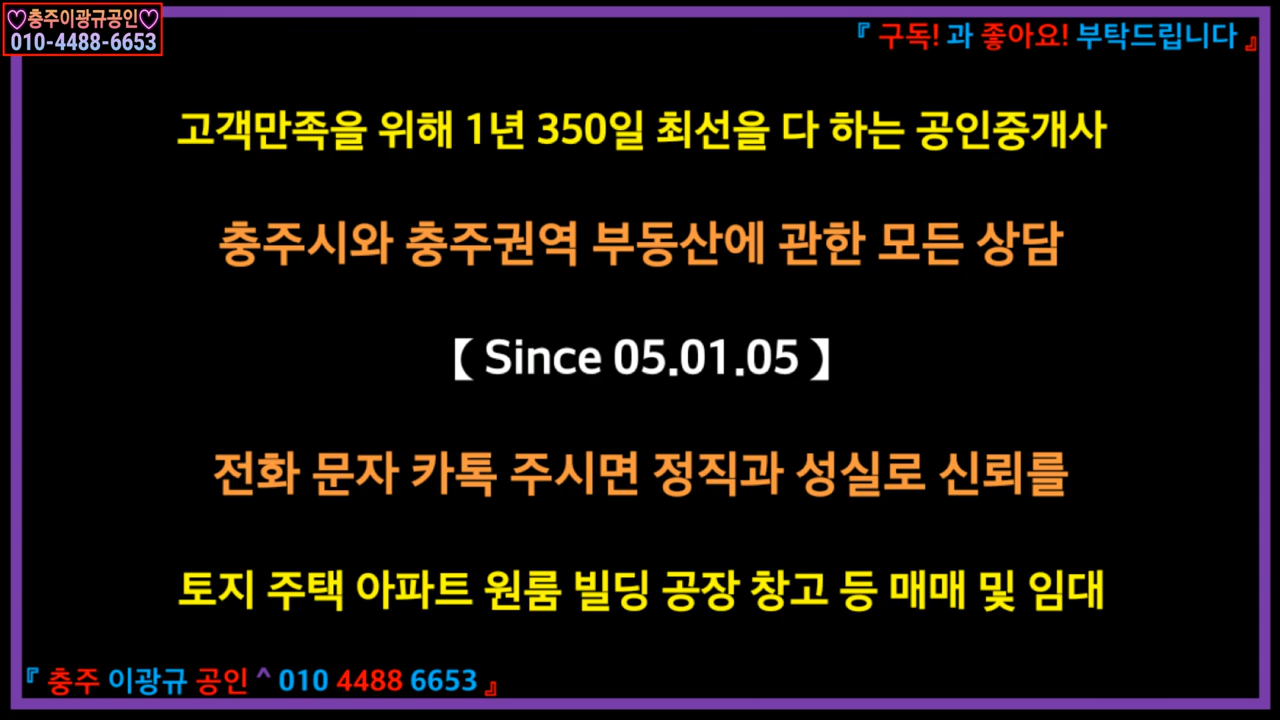 ♡충주이광규공인♡
010-4488-6653
『 구독! 과 좋아요! 부탁드립니다 』
고객만족을 위해 1년 350일 최선을 다 하는 공인중개사
충주시와 충주권역 부동산에 관한 모든 상담
【 Since 05.01.05 】
전화 문자 카톡 주시면 정직과 성실로 신뢰를
토지 주택 아파트 원룸 빌딩 공장 창고 등 매매 및 임대
『 충주 이광규 공인 ^ 010 4488 6653 』